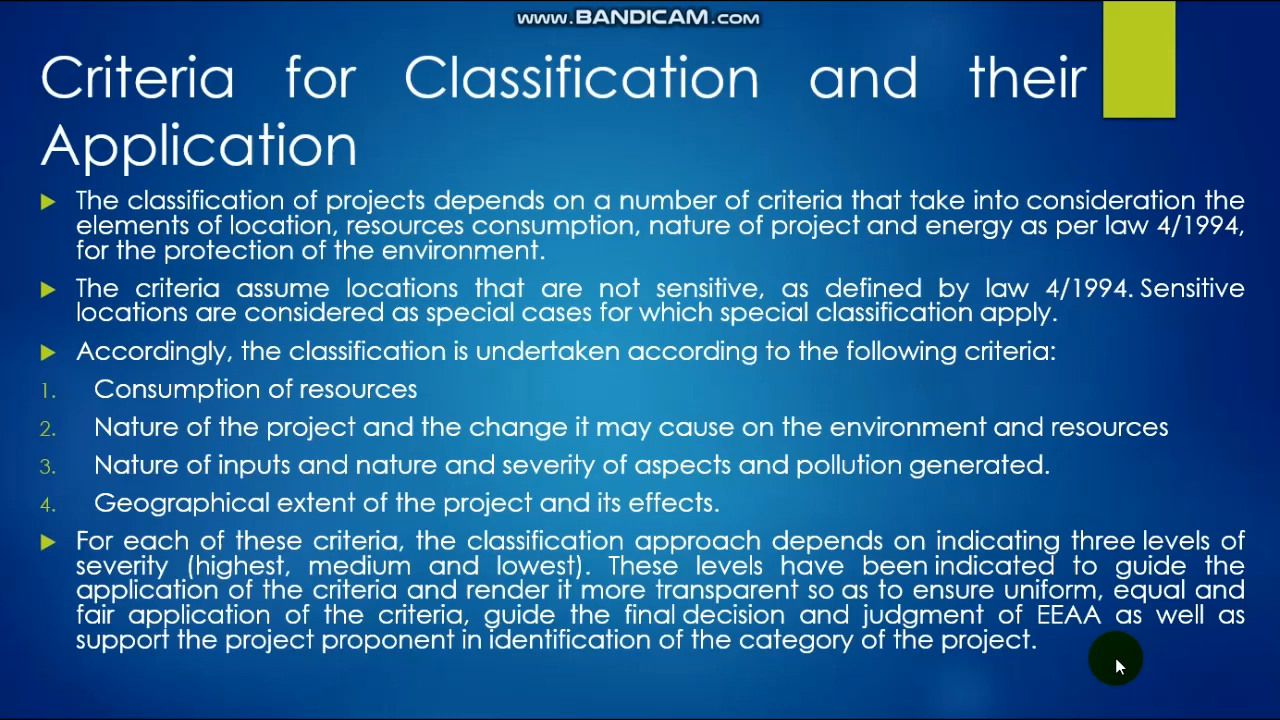 www.BANDICAM.com
Criteria for Classification and their
Application
The classification of projects depends on a number of criteria that take into consideration the
elements of location, resources consumption, nature of project and energy as per law 4/1994,
for the protection of the environment.
The criteria assume locations that are not sensitive, as defined by law 4/1994. Sensitive
locations are considered as special cases for which special classification apply.
Accordingly, the classification is undertaken according to the following criteria:
1. Consumption of resources
2. Nature of the project and the change it may cause on the environment and resources
3. Nature of inputs and nature and severity of aspects and pollution generated.
4. Geographical extent of the project and its effects.
For each of these criteria, the classification approach depends on indicating three levels of
severity (highest, medium and lowest). These levels have been indicated to guide the
application of the criteria and render it more transparent so as to ensure uniform, equal and
fair application of the criteria, guide the final decision and judgment of EEAA as well as
support the project proponent in identification of the category of the project.